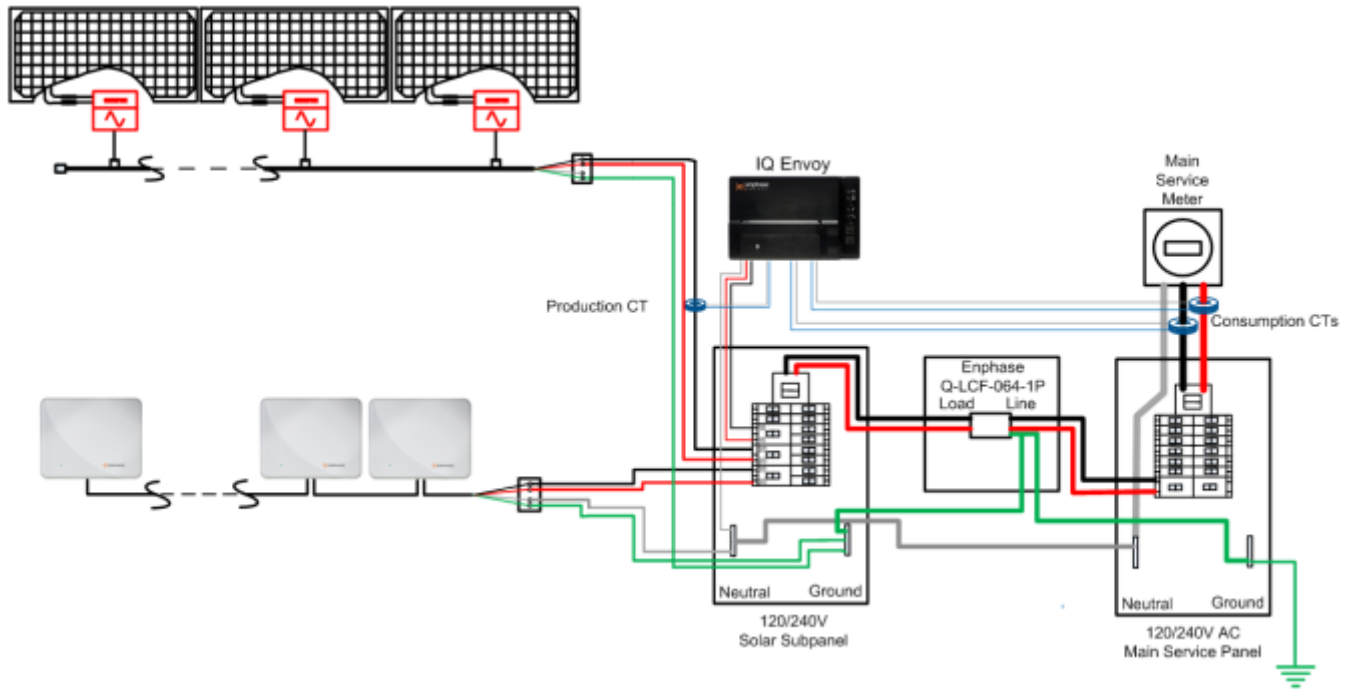 IQ Envoy
enphase
Main
Service
Meter
Production CT
Consumption CTs
Enphase
Q-LCF-064-1P
Load Line
Neutral Ground
120/240V
Solar Subpanel
Neutral Ground
120/240V AC
Main Service Panel